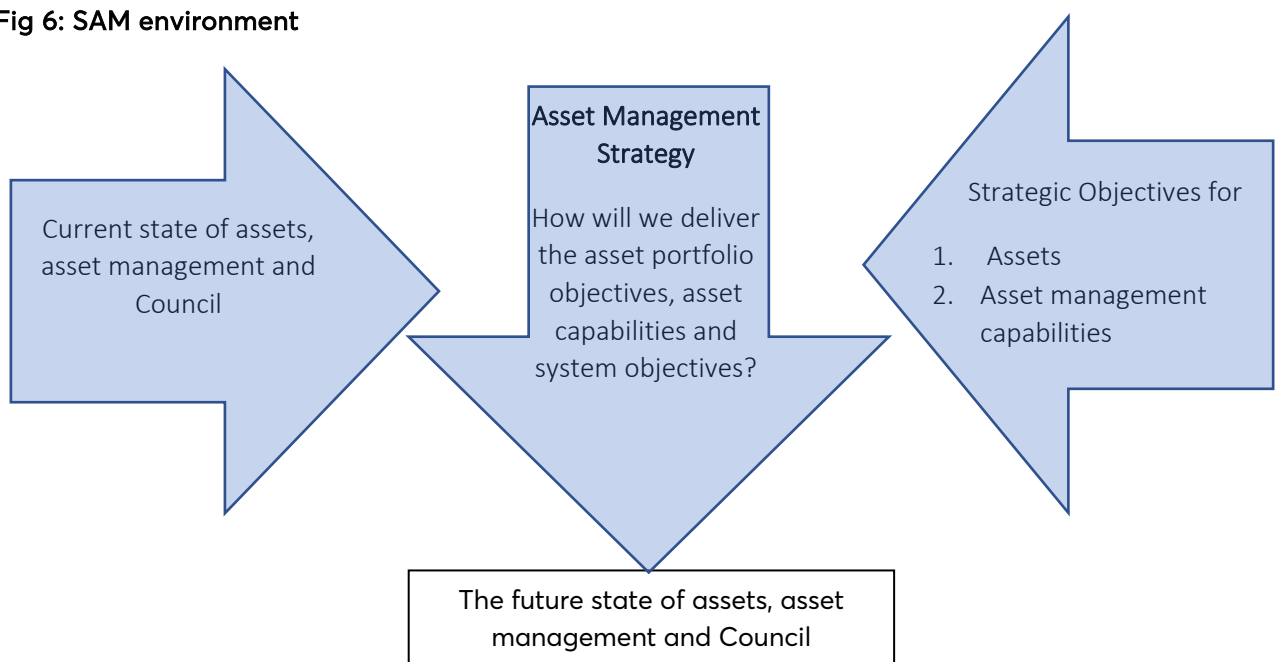 Fig 6: SAM environment
Current state of assets,
asset management and
Council
Asset Management
Strategy
How will we deliver
the asset portfolio
objectives, asset
capabilities and
system objectives?
Strategic Objectives for
1. Assets
2. Asset management
capabilities
The future state of assets, asset
management and Council